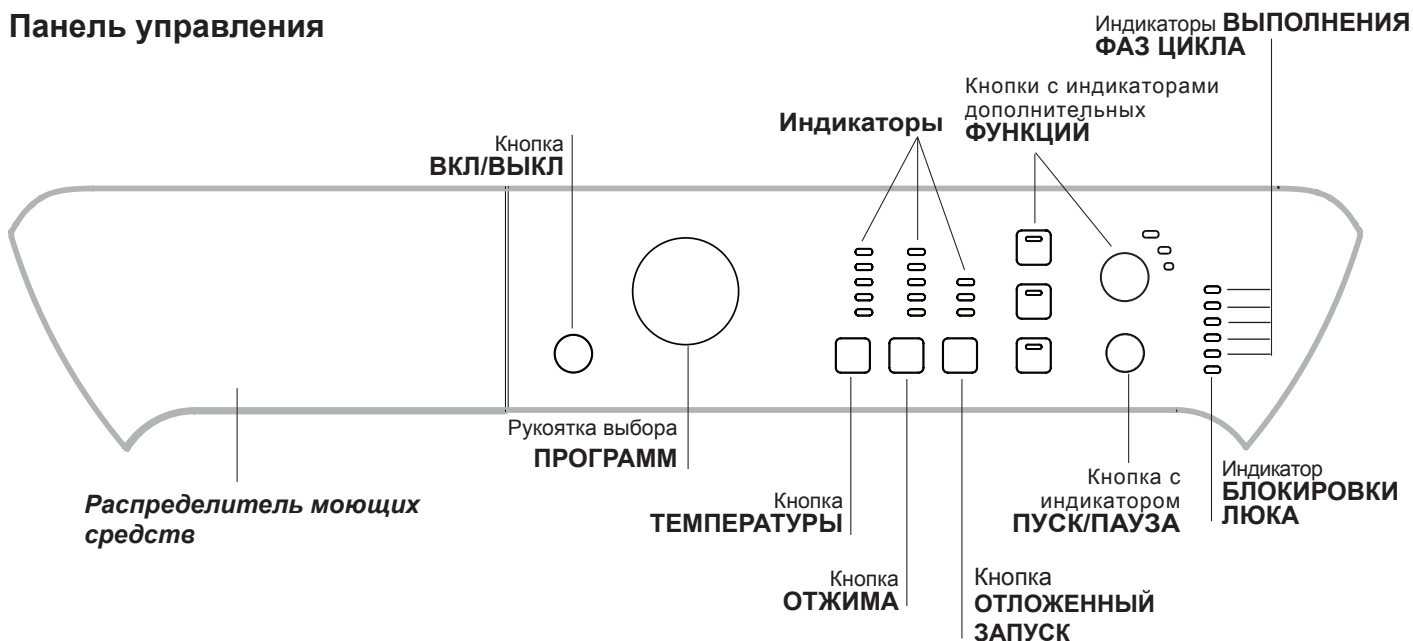 Панель управления
Индикаторы ВЫПОЛНЕНИЯ
ФАЗ ЦИКЛА
Кнопки с индикаторами
дополнительных
ФУНКЦИЙ
Индикаторы
Кнопка
ВКЛ/ВЫКЛ
Рукоятка выбора
ПРОГРАММ
Распределитель моющих
средств
Кнопка
ТЕМПЕРАТУРЫ
Кнопка с
индикатором
ПУСК/ПАУЗА
Индикатор
БЛОКИРОВКИ
ЛЮКА
Кнопка
ОТЖИМА
Кнопка
ОТЛОЖЕННЫЙ
ЗАПУСК